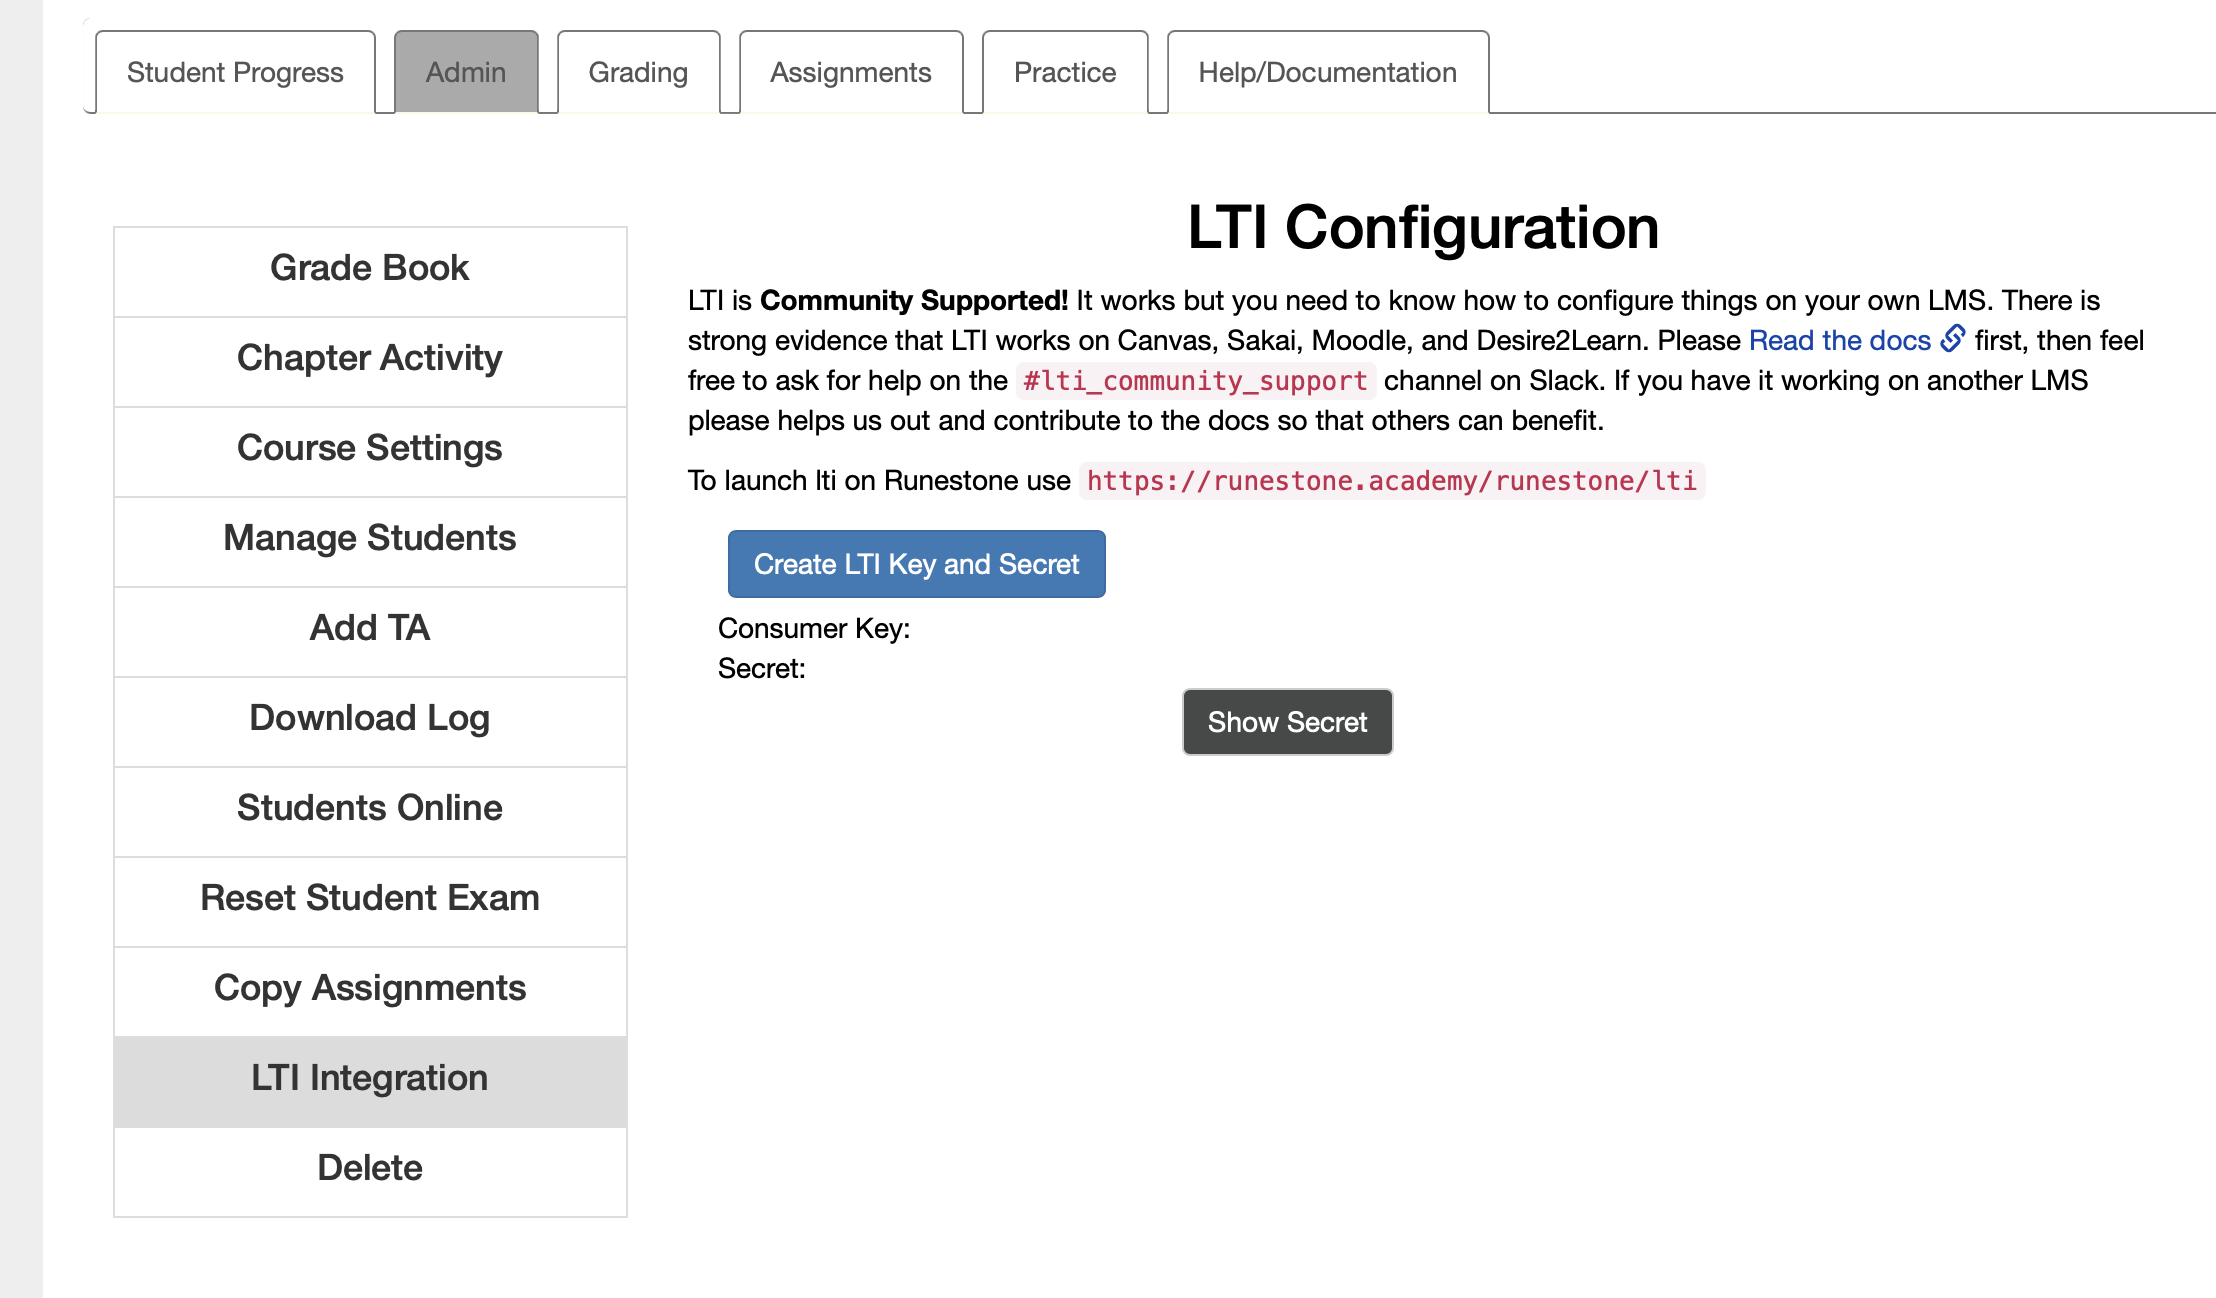 Student Progress
Admin
Grading
Assignments
Practice
Help/Documentation
Grade Book
Chapter Activity
Course Settings
Manage Students
Add TA
Download Log
Students Online
Reset Student Exam
Copy Assignments
LTI Integration
Delete
LTI Configuration
LTI is Community Supported! It works but you need to know how to configure things on your own LMS. There is
strong evidence that LTI works on Canvas, Sakai, Moodle, and Desire2Learn. Please Read the docs first, then feel
free to ask for help on the #lti_community_support channel on Slack. If you have it working on another LMS
please helps us out and contribute to the docs so that others can benefit.
To launch lti on Runestone use https://runestone.academy/runestone/lti
Create LTI Key and Secret
Consumer Key:
Secret:
Show Secret